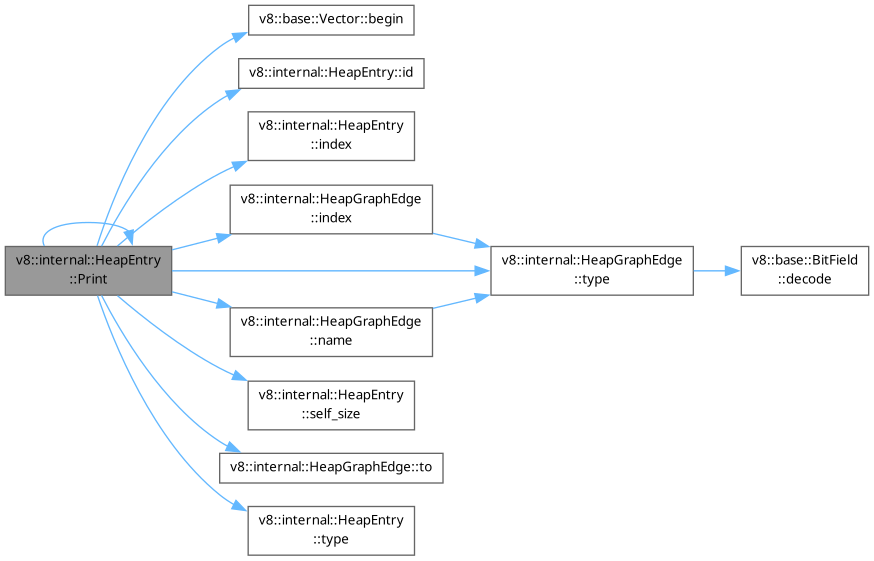 v8::base::Vector::begin
v8::internal::HeapEntry::id
v8::internal::HeapEntry
::index
v8::internal::HeapGraphEdge
::index
v8::internal::HeapEntry
::Print
v8::internal::HeapGraphEdge
::type
v8::base::BitField
::decode
v8::internal::HeapGraphEdge
::name
v8::internal::HeapEntry
::self_size
v8::internal::HeapGraphEdge::to
v8::internal::HeapEntry
::type